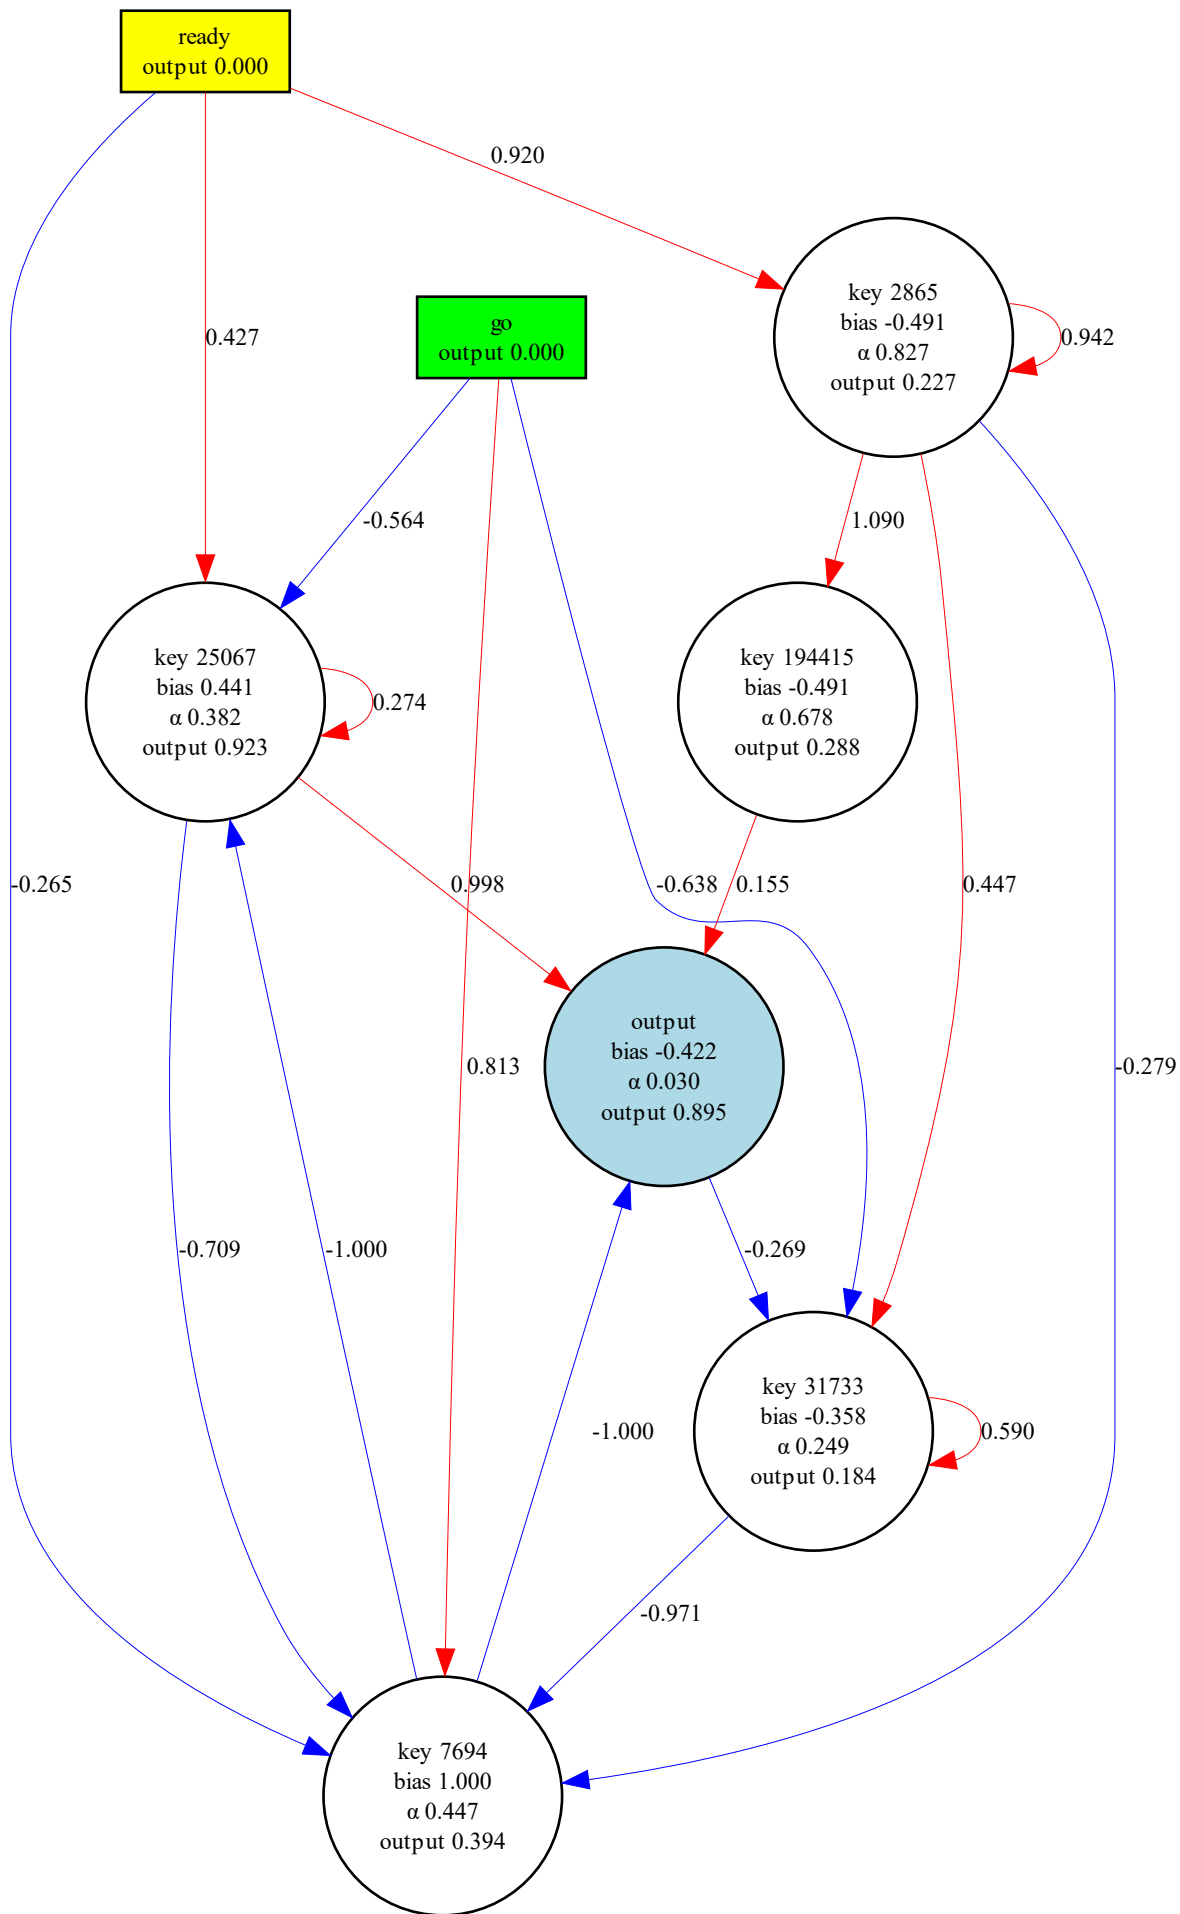 ready
output 0.000
0.920
key 2865
bias -0.491
α 0.827
output 0.227
0.942
go
output 0.000
0.427
-0.564
1.090
key 25067
bias 0.441
α 0.382
output 0.923
0.274
key 194415
bias -0.491
α 0.678
output 0.288
-0.265
0.998
-0.638
0.155
0.447
output
bias -0.422
α 0.030
output 0.895
0.813
-0.279
-0.709
-1.000
-0.269
key 31733
bias -0.358
α 0.249
output 0.184
0.590
-1.000
-0.971
key 7694
bias 1.000
α 0.447
output 0.394